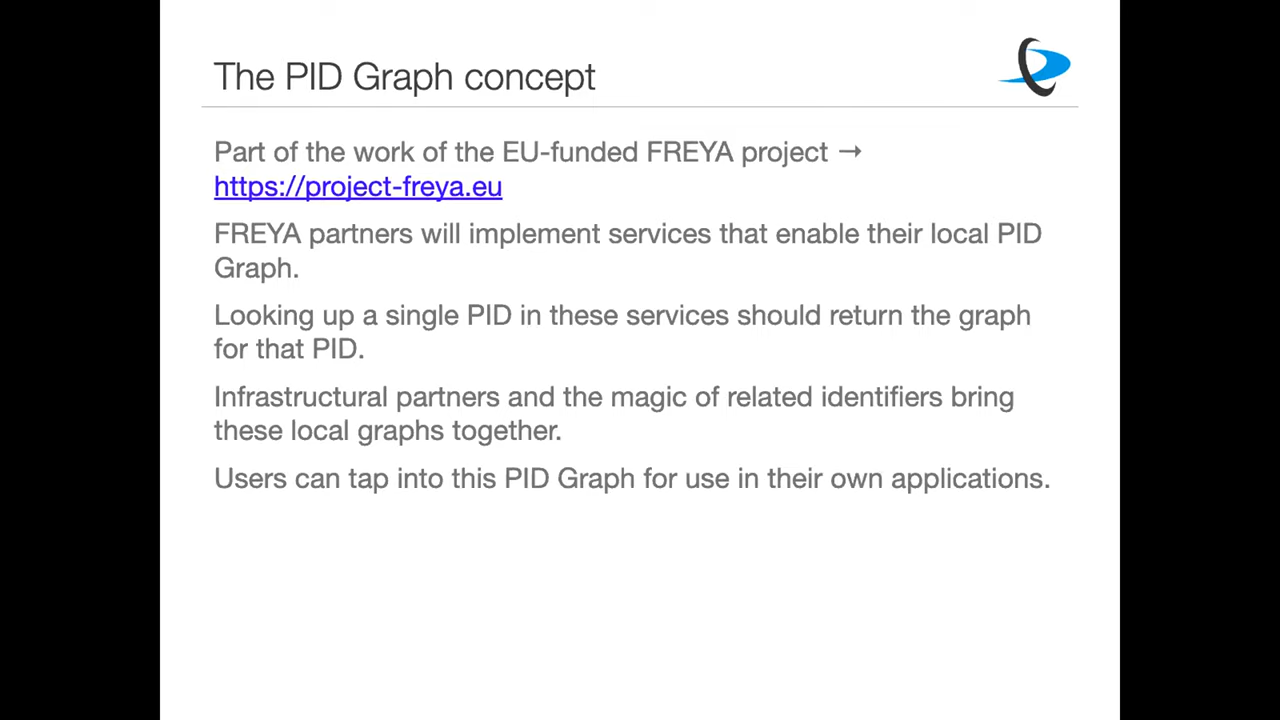 The PID Graph concept
Part of the work of the EU-funded FREYA project →
https://project-freya.eu
FREYA partners will implement services that enable their local PID
Graph.
Looking up a single PID in these services should return the graph
for that PID.
Infrastructural partners and the magic of related identifiers bring
these local graphs together.
Users can tap into this PID Graph for use in their own applications.